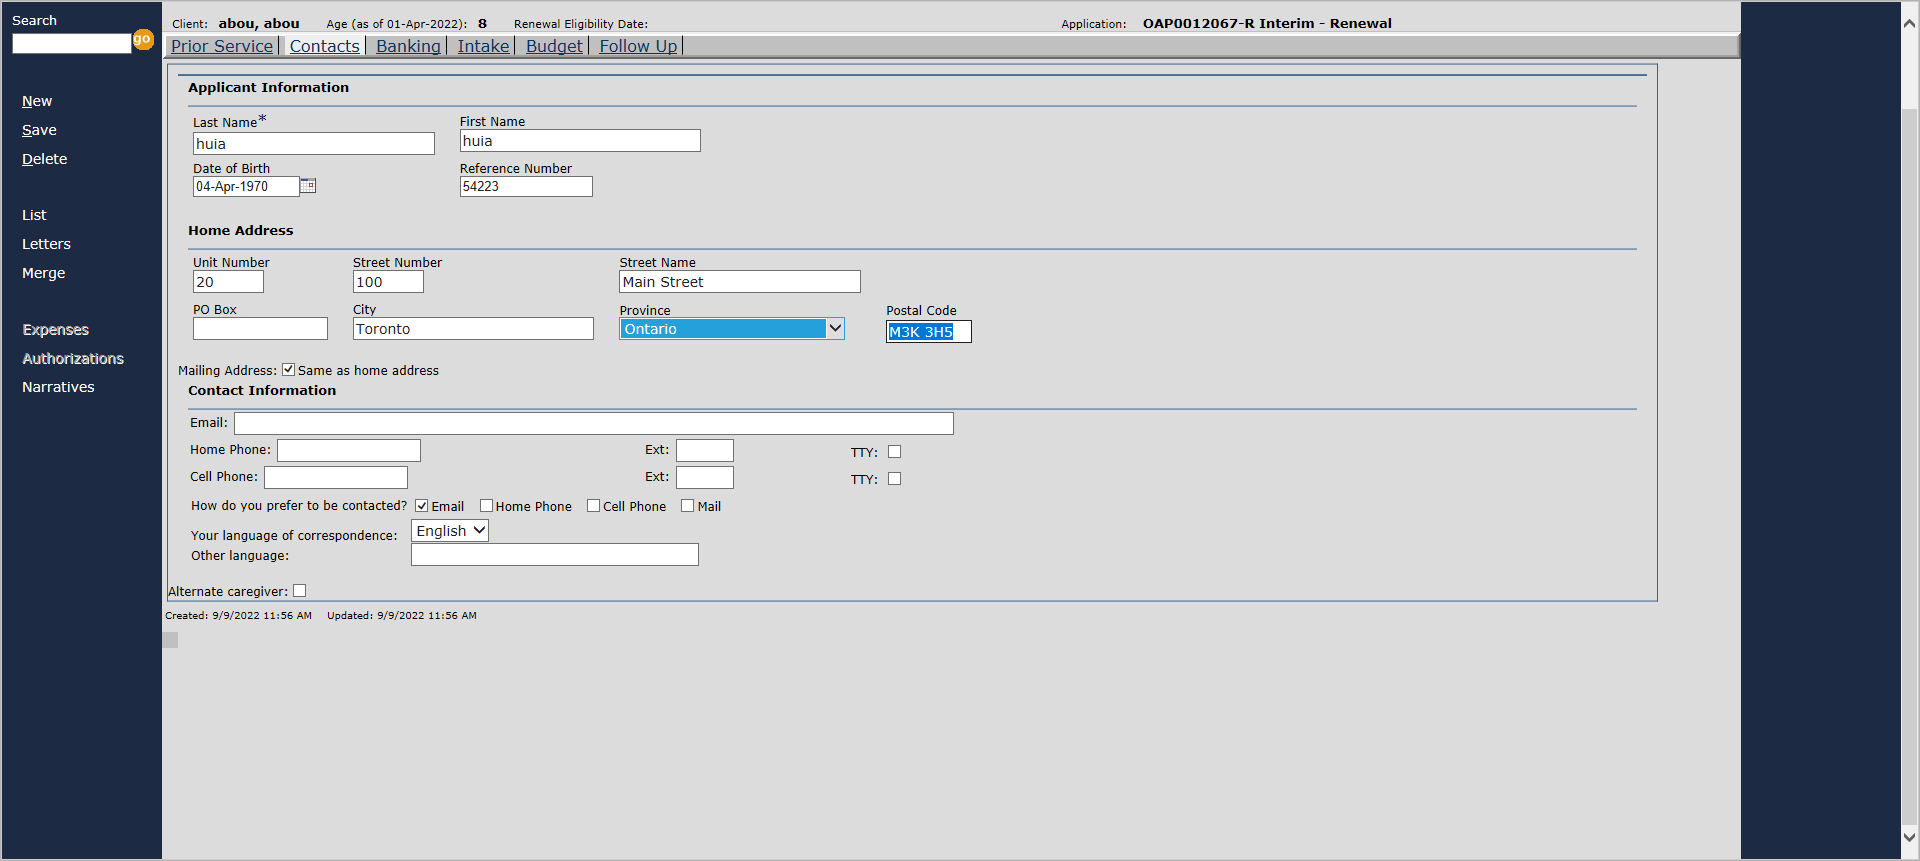 Search
go
New
Save
Delete
List
Letters
Merge
Expenses
Authorizations
Narratives
Client: abou, abou Age (as of 01-Apr-2022): 8 Renewal Eligibility Date: Application: OAP0012067-R Interim - Renewal
Prior Service Contacts Banking Intake Budget Follow Up
Applicant Information
Last Name* First Name
huia huia
Date of Birth Reference Number
04-Apr-1970 54223
Home Address
Unit Number Street Number Street Name
20 100 Main Street
PO Box City Province Postal Code
Toronto Ontario M3K 3H5
Mailing Address: Same as home address
Contact Information
Email:
Home Phone: Ext: TTY:
Cell Phone: Ext: TTY:
How do you prefer to be contacted? Email Home Phone Cell Phone Mail
Your language of correspondence: English
Other language:
Alternate caregiver:
Created: 9/9/2022 11:56 AM Updated: 9/9/2022 11:56 AM